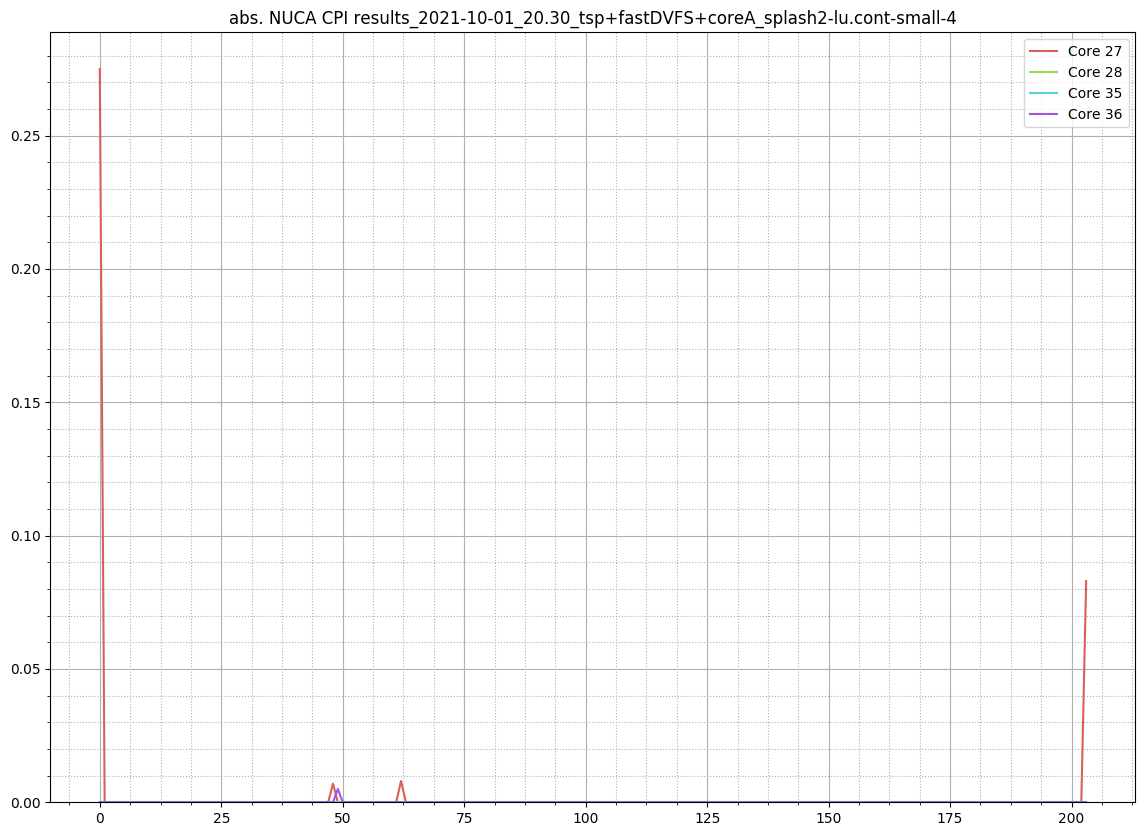 abs. NUCA CPI results_2021-10-01_20.30_tsp+fastDVFS+coreA_splash2-lu.cont-small-4
Core 27
Core 28
Core 35
Core 36
0.25
0.20
0.15
0.10
0.05
0.00
0 25 50 75 100 125 150 175 200